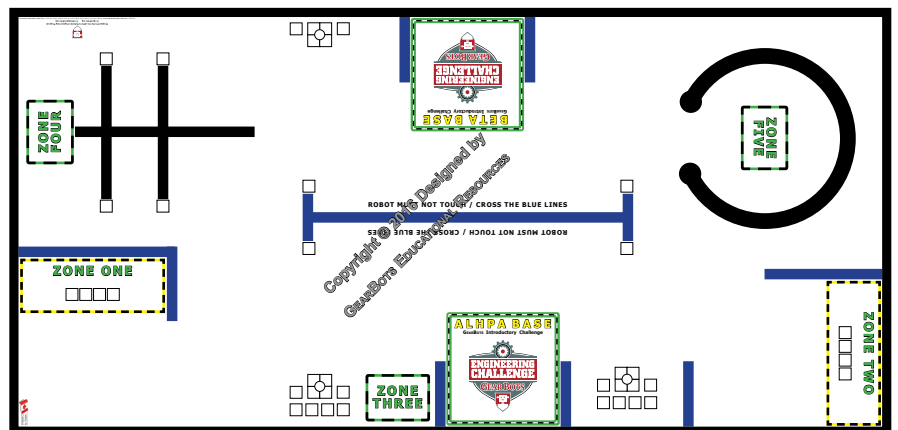 GEARBOTS
ENGINEERING
CHALLENGE
GearBots Introductory Challenge
BETA BASE
ZONE
FOUR
ZONE
FIVE
Copyright © 2016 Designed by
GEARBOTS EDUCATIONAL RESOURCES
ROBOT MUST NOT TOUCH / CROSS THE BLUE LINES
ROBOT MUST NOT TOUCH / CROSS THE BLUE LINES
ZONE ONE
ZONE TWO
ALHPA BASE
GearBots Introductory Challenge
ENGINEERING
CHALLENGE
GEARBOTS
ZONE
THREE